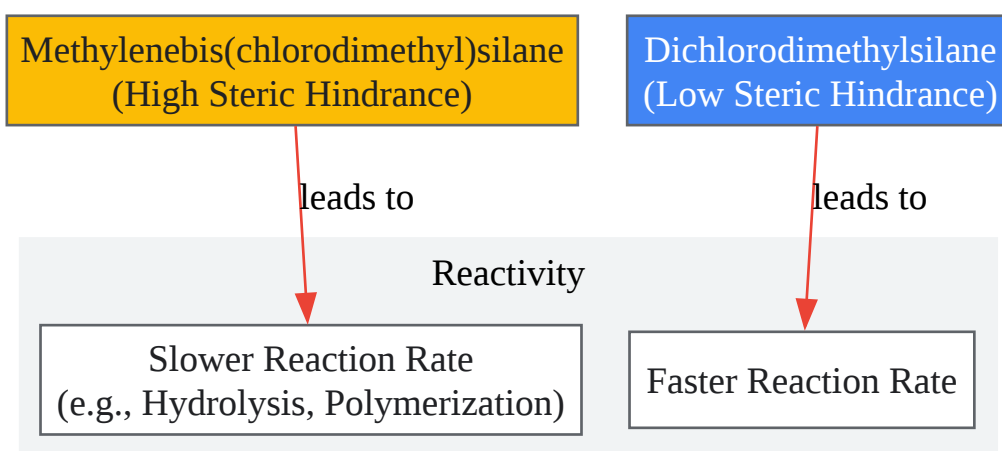 Methylenebis(chlorodimethyl)silane
(High Steric Hindrance)
Dichlorodimethylsilane
(Low Steric Hindrance)
leads to
leads to
Reactivity
Slower Reaction Rate
(e.g., Hydrolysis, Polymerization)
Faster Reaction Rate